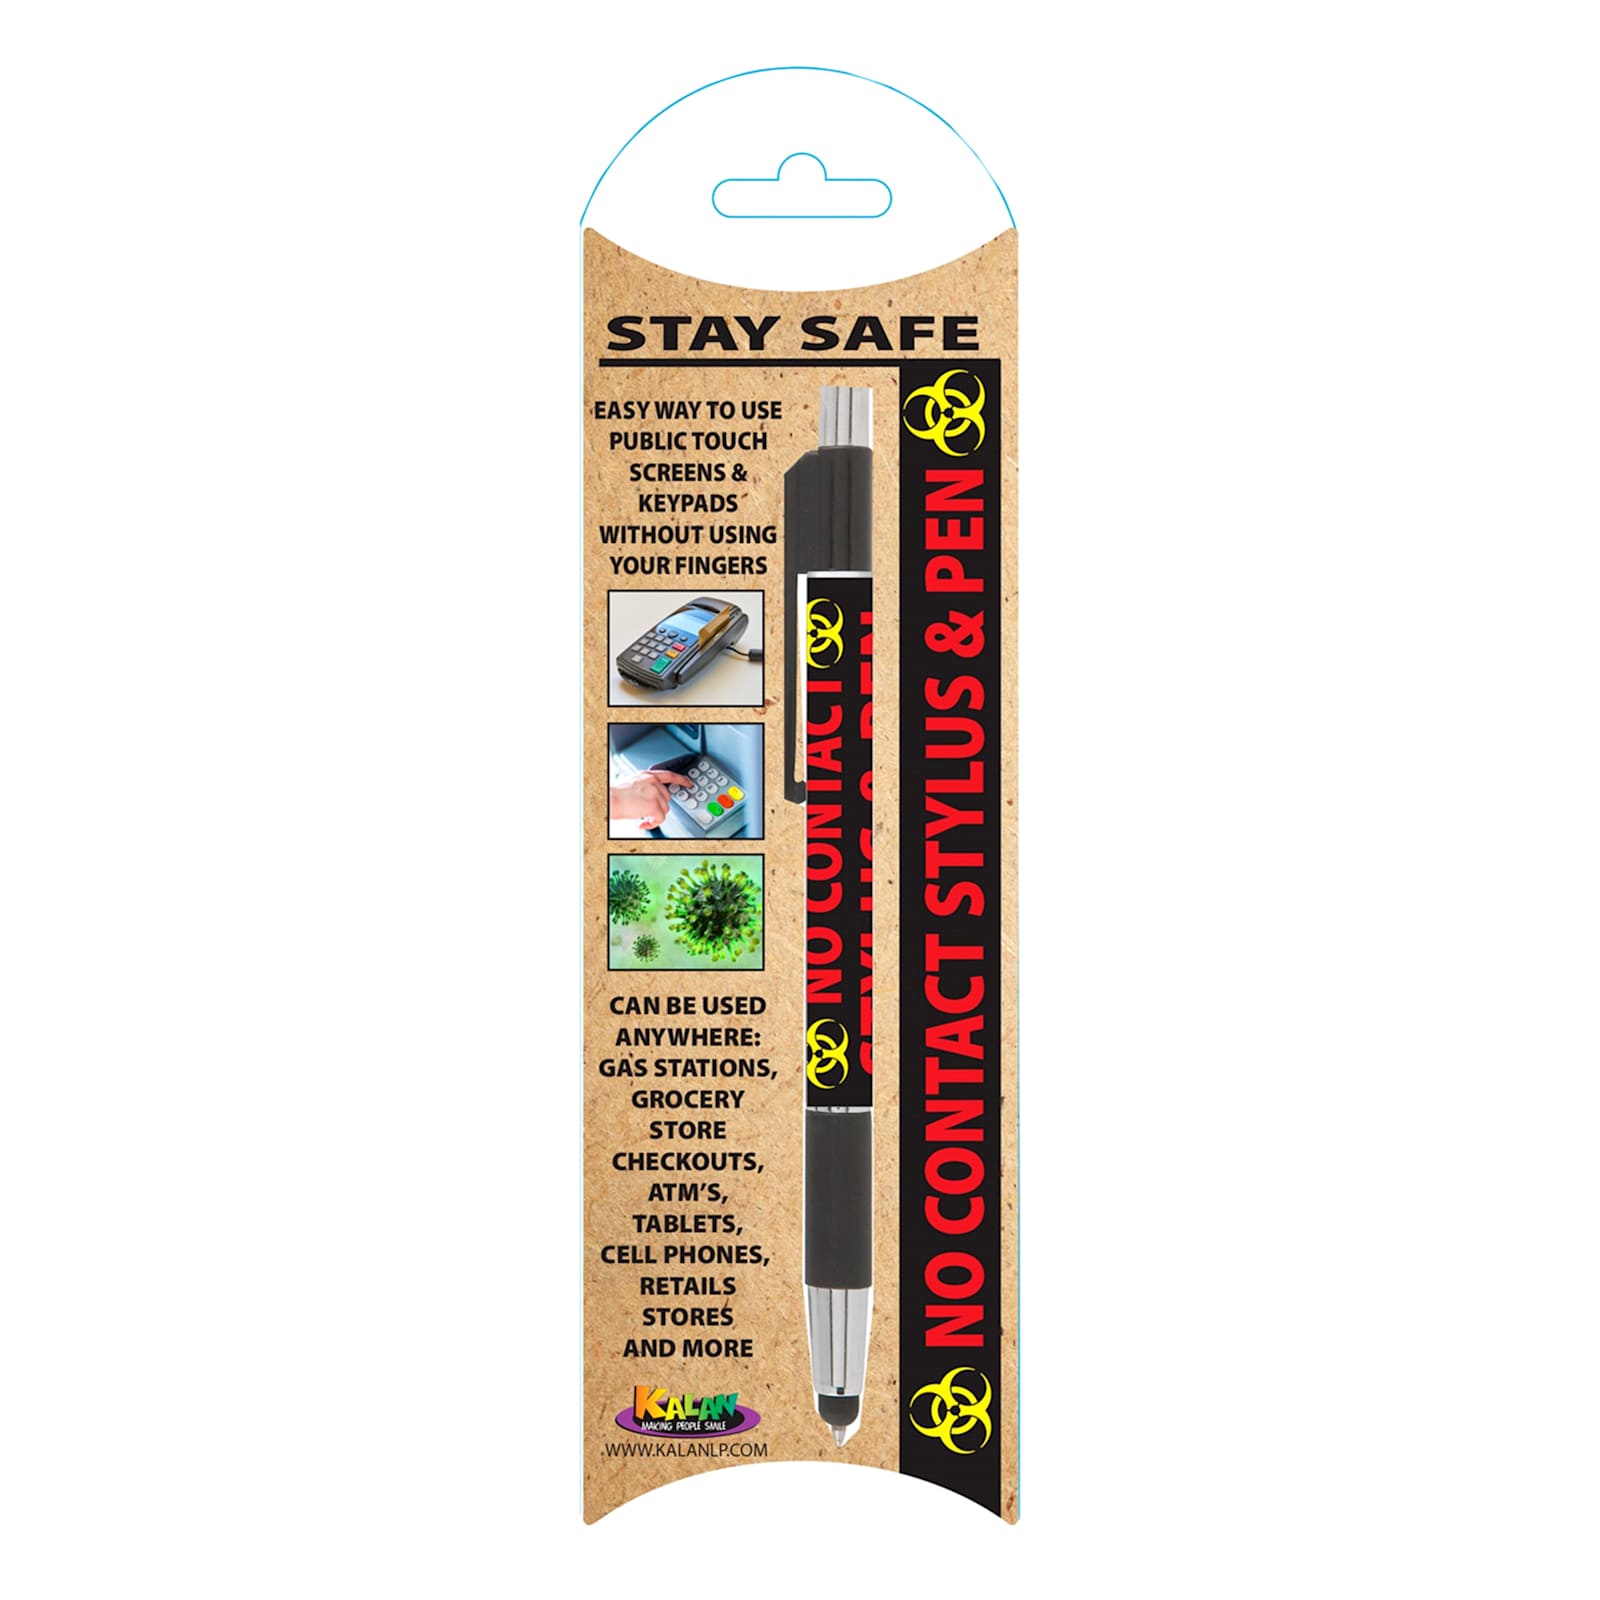 STAY SAFE
EASY WAY TO USE
PUBLIC TOUCH
SCREENS &
KEYPADS
WITHOUT USING
YOUR FINGERS
CAN BE USED
ANYWHERE:
GAS STATIONS,
GROCERY
STORE
CHECKOUTS,
ATM'S,
TABLETS,
CELL PHONES,
RETAILS
STORES
AND MORE
KALAN
MAKING PEOPLE SMILE
WWW.KALANLP.COM
NO CONTACT
STYLUS & PEN
NO CONTACT STYLUS & PEN